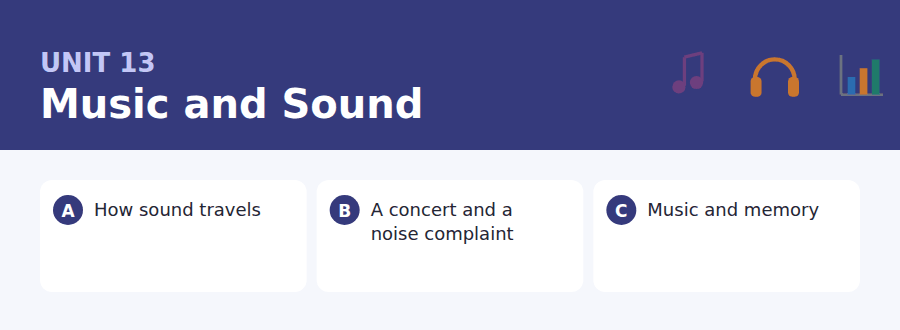 UNIT 13
Music and Sound
A How sound travels
B A concert and a
noise complaint
C Music and memory